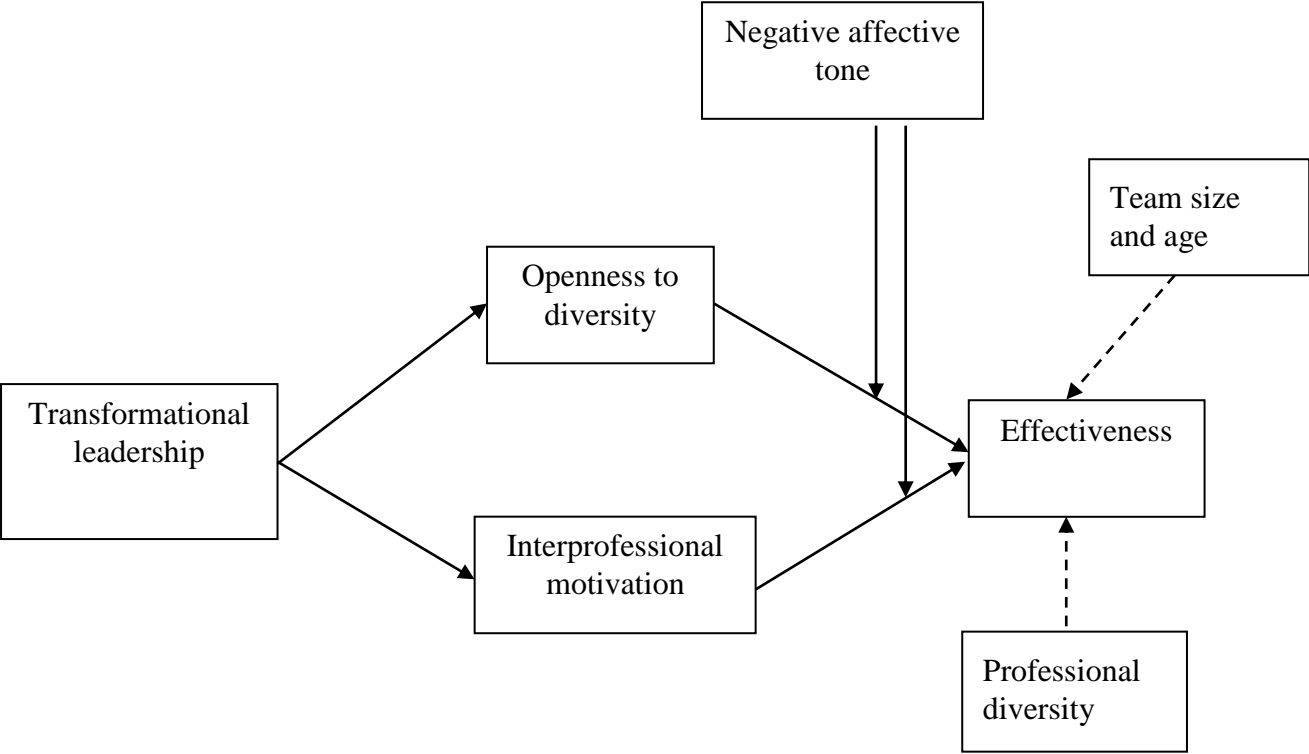 Negative affective
tone
Team size
and age
Openness to
diversity
Transformational
leadership
Effectiveness
Interprofessional
motivation
Professional
diversity